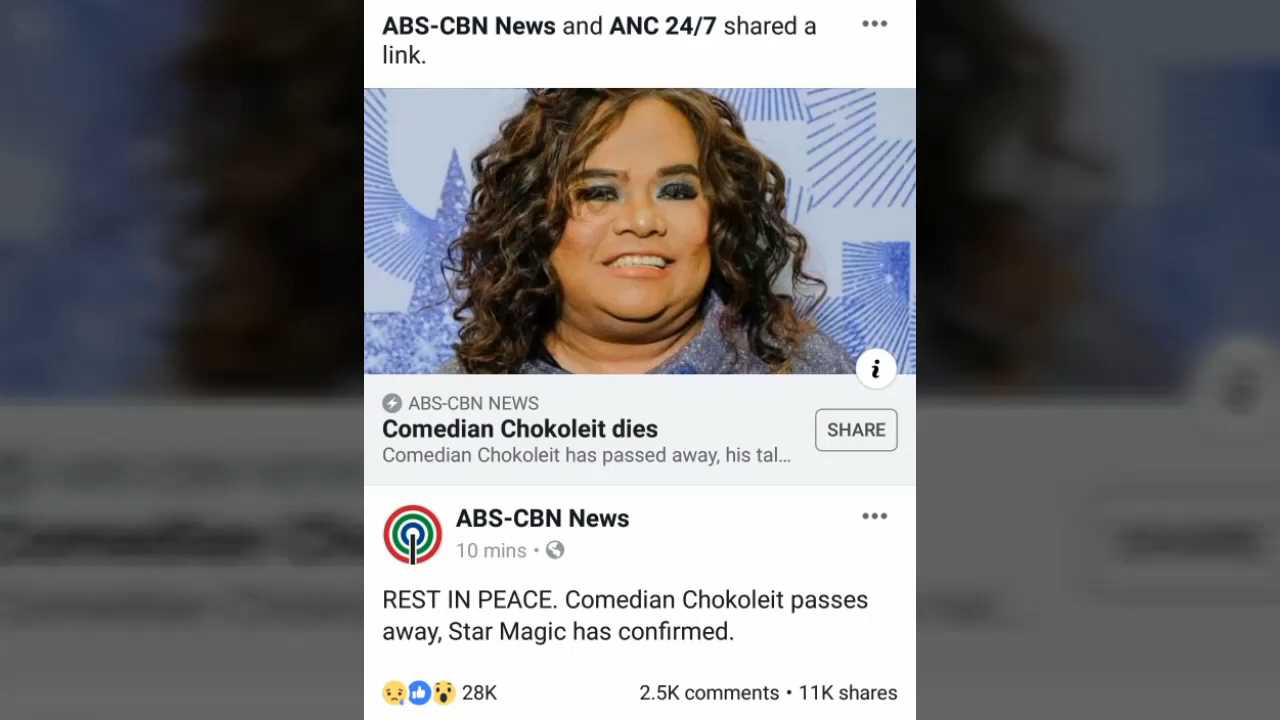 ABS-CBN News and ANC 24/7 shared a
link.
i
ABS-CBN NEWS
Comedian Chokoleit dies
Comedian Chokoleit has passed away, his tal...
SHARE
ABS-CBN News
10 mins •
REST IN PEACE. Comedian Chokoleit passes
away, Star Magic has confirmed.
28K 2.5K comments • 11K shares